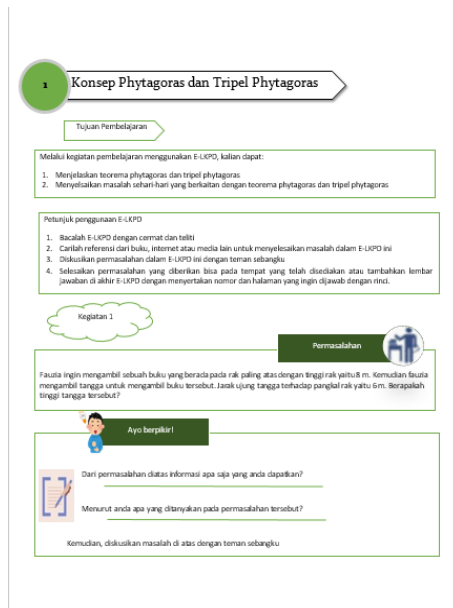 1
Konsep Phytagoras dan Tripel Phytagoras
Tujuan Pembelajaran
Melalui kegiatan pembelajaran menggunakan E-LKPD, kalian dapat:
1. Menjelaskan teorema phytagoras dan tripel phytagoras
2. Menyelsaikan masalah sehari-hari yang berkaitan dengan teorema phytagoras dan tripel phytagoras
Petunjuk penggunaan E-LKPD
1. Bacalah E-LKPD dengan cermat dan teliti
2. Carilah referensi dari buku, internet atau media lain untuk menyelesaikan masalah dalam E-LKPD ini
3. Diskusikan permasalahan dalam E-LKPD ini dengan teman sebangku
4. Selesaikan permasalahan yang diberikan bisa pada tempat yang telah disediakan atau tambahkan lembar
jawaban di akhir E-LKPD dengan menyertakan nomor dan halaman yang ingin dijawab dengan rinci.
Kegiatan 1
Permasalahan
Fauzia ingin mengambil sebuah buku yang berada pada rak paling atas dengan tinggi rak yaitu 8 m. Kemudian fauzia
mengambil tangga untuk mengambil buku tersebut. Jarak ujung tangga terhadap pangkal rak yaitu 6 m. Berapakah
tinggi tangga tersebut?
Ayo berpikir!
Dari permasalahan diatas informasi apa saja yang anda dapatkan?
Menurut anda apa yang ditanyakan pada permasalahan tersebut?
Kemudian, diskusikan masalah di atas dengan teman sebangku